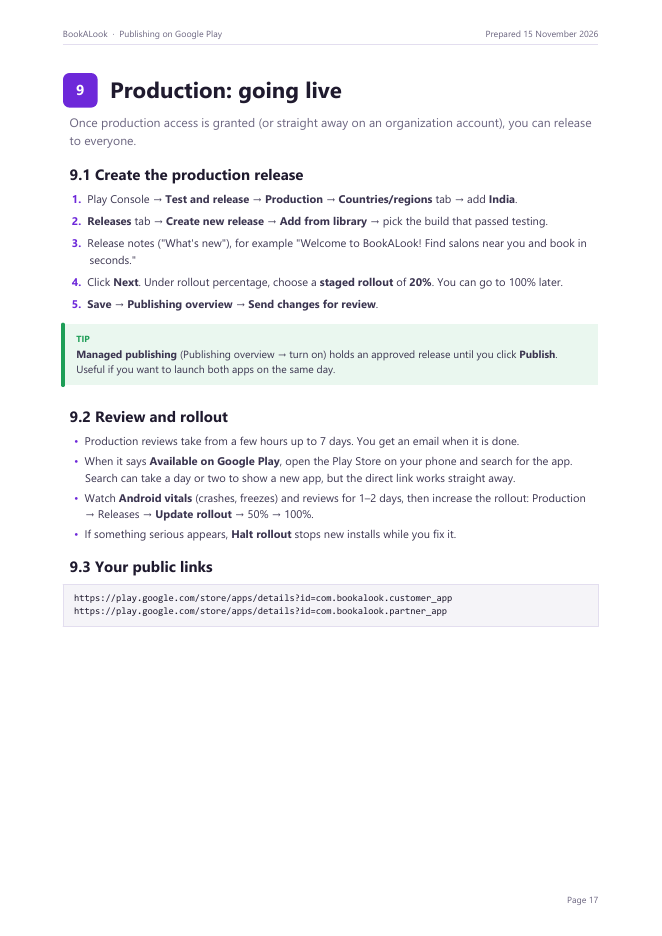 BookALook · Publishing on Google Play
Prepared 15 November 2026
9
Production: going live
Once production access is granted (or straight away on an organization account), you can release
to everyone.
9.1 Create the production release
1. Play Console → Test and release → Production → Countries/regions tab → add India.
2. Releases tab → Create new release → Add from library → pick the build that passed testing.
3. Release notes ("What's new"), for example "Welcome to BookALook! Find salons near you and book in
seconds."
4. Click Next. Under rollout percentage, choose a staged rollout of 20%. You can go to 100% later.
5. Save → Publishing overview → Send changes for review.
TIP
Managed publishing (Publishing overview → turn on) holds an approved release until you click Publish.
Useful if you want to launch both apps on the same day.
9.2 Review and rollout
• Production reviews take from a few hours up to 7 days. You get an email when it is done.
• When it says Available on Google Play, open the Play Store on your phone and search for the app.
Search can take a day or two to show a new app, but the direct link works straight away.
• Watch Android vitals (crashes, freezes) and reviews for 1–2 days, then increase the rollout: Production
→ Releases → Update rollout → 50% → 100%.
• If something serious appears, Halt rollout stops new installs while you fix it.
9.3 Your public links
https://play.google.com/store/apps/details?id=com.bookalook.customer_app
https://play.google.com/store/apps/details?id=com.bookalook.partner_app
Page 17